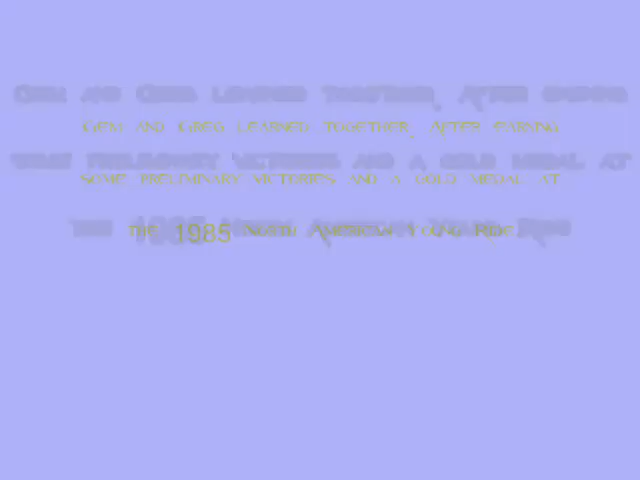 Gem and Greg learned together. After earning
some preliminary victories and a gold medal at
the 1985 North American Young Ride